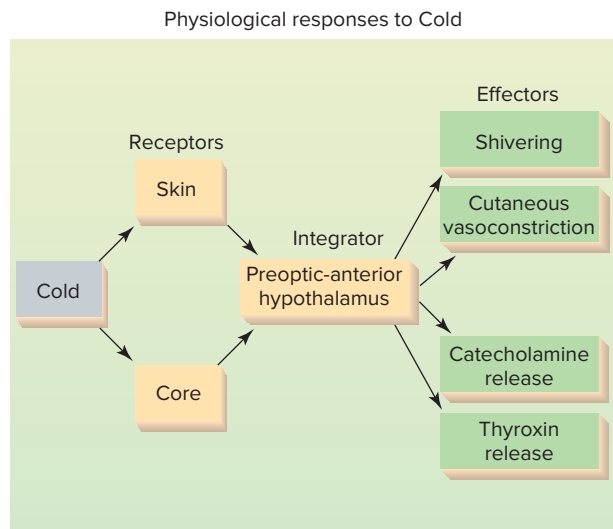 Physiological responses to Cold
Effectors
Receptors
Shivering
Skin
Cutaneous
vasoconstriction
Integrator
Preoptic-anterior
hypothalamus
Cold
Catecholamine
release
Core
Thyroxin
release